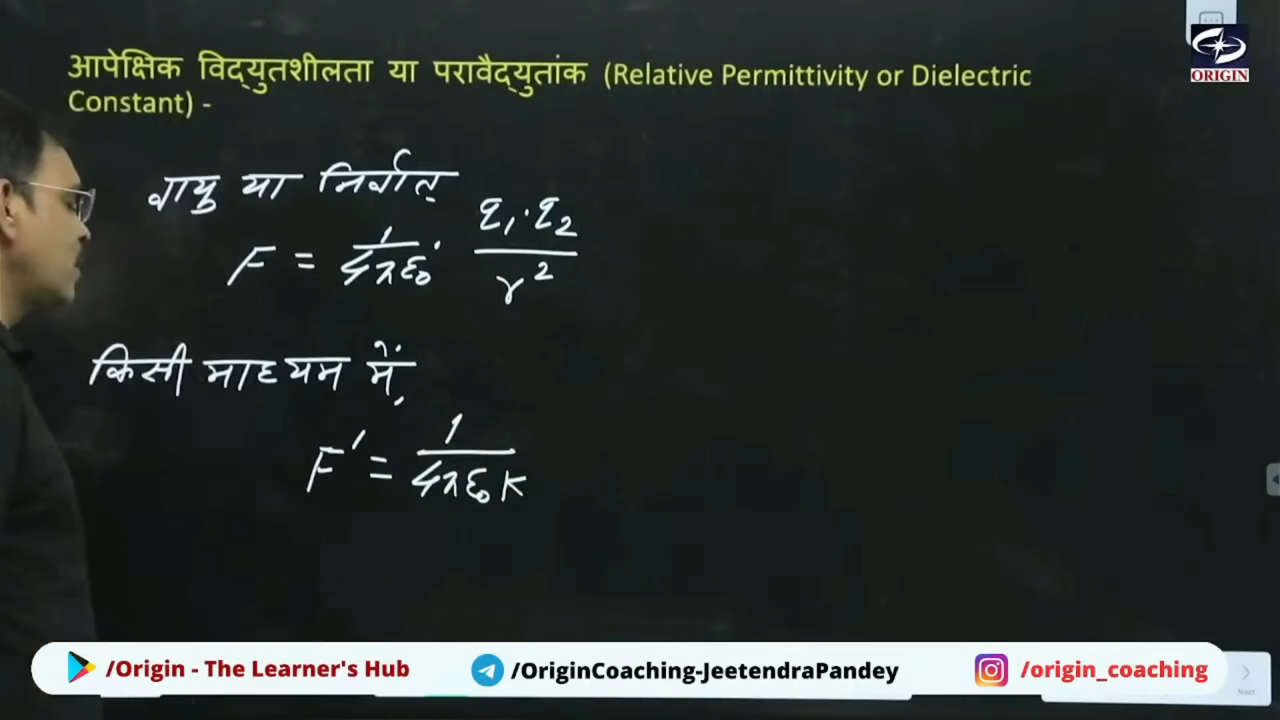 आपेक्षिक विद्युतशीलता या परावैद्युतांक (Relative Permittivity or Dielectric
Constant) -
ORIGIN
वायु या निर्वात
F = 1/4πε₀ · q₁·q₂/r²
किसी माध्यम में,
F' = 1/4πε₀K
/Origin - The Learner's Hub
/OriginCoaching-JeetendraPandey
/origin_coaching
Next